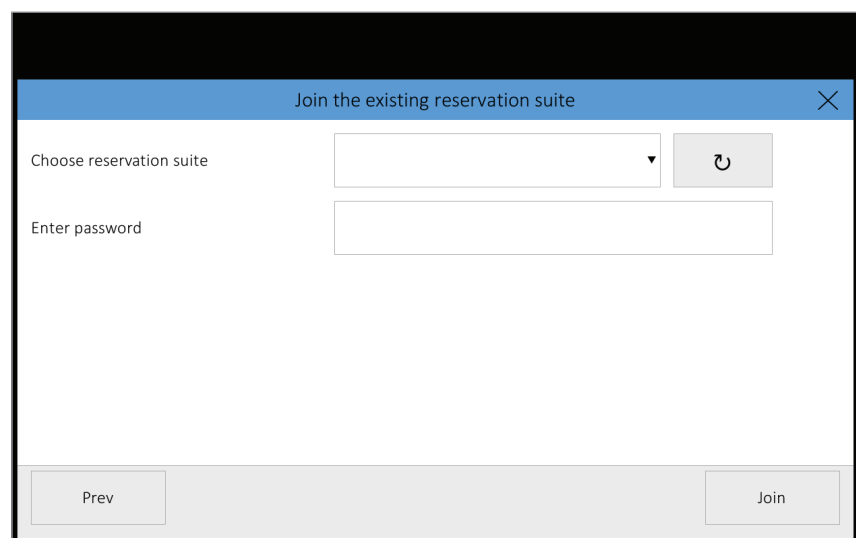 Join the existing reservation suite
Choose reservation suite
Enter password
Prev
Join